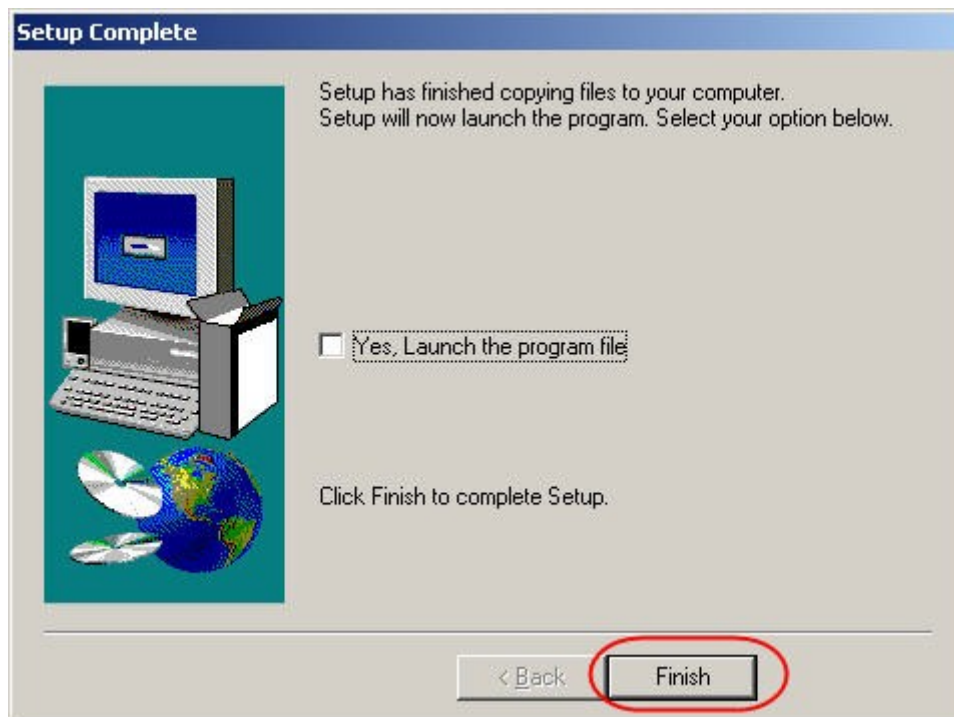 Setup Complete
Setup has finished copying files to your computer.
Setup will now launch the program. Select your option below.
Yes, Launch the program file
Click Finish to complete Setup.
< Back
Finish